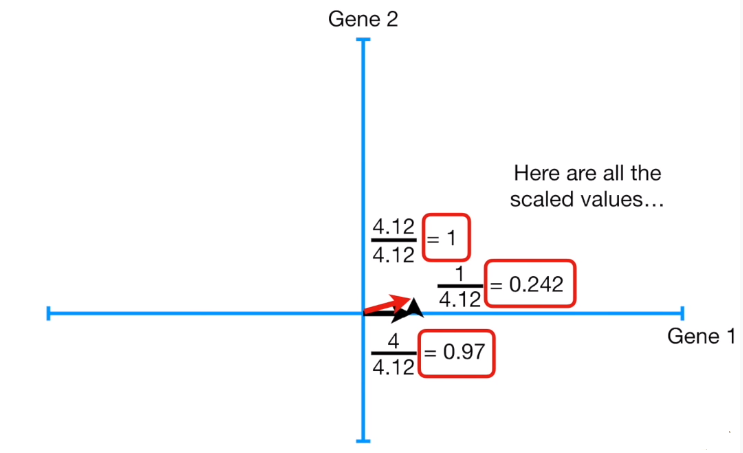 Gene 2
Here are all the
scaled values…
4.12
4.12
= 1
1
4.12
= 0.242
Gene 1
4
4.12
= 0.97